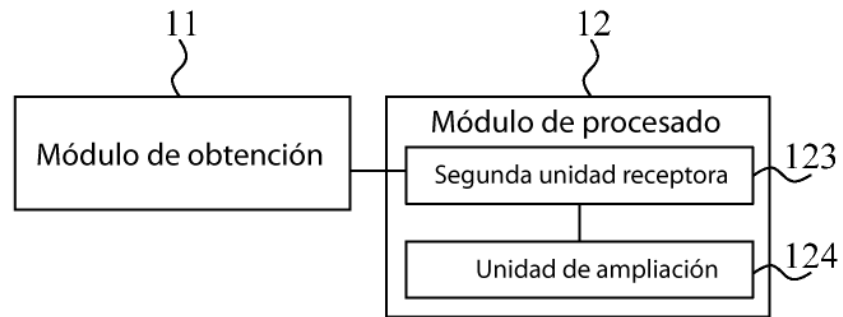 11
12
Módulo de obtención
Módulo de procesado
Segunda unidad receptora
123
Unidad de ampliación
124